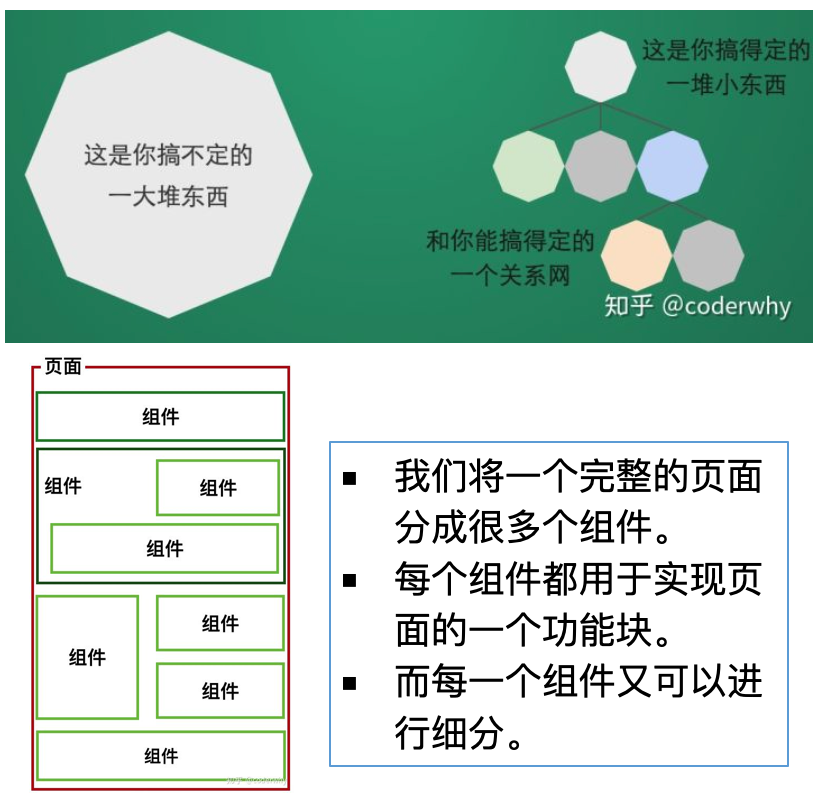 这是你搞不定的
一大堆东西
这是你搞得定的
一堆小东西
和你能搞得定的
一个关系网
知乎 @coderwhy
页面
组件
组件
组件
组件
组件
组件
组件
组件
■ 我们将一个完整的页面
分成很多个组件。
■ 每个组件都用于实现页
面的一个功能块。
■ 而每一个组件又可以进
行细分。